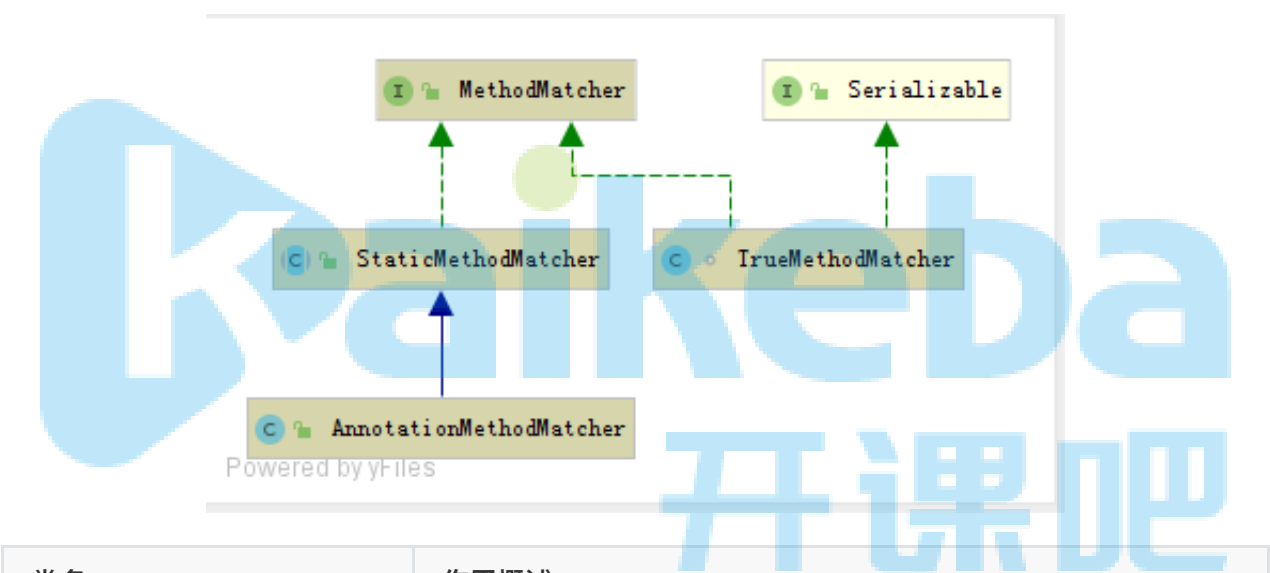 I MethodMatcher
I Serializable
C StaticMethodMatcher
C TrueMethodMatcher
C AnnotationMethodMatcher
Powered by yFiles
kaikeba
开课吧